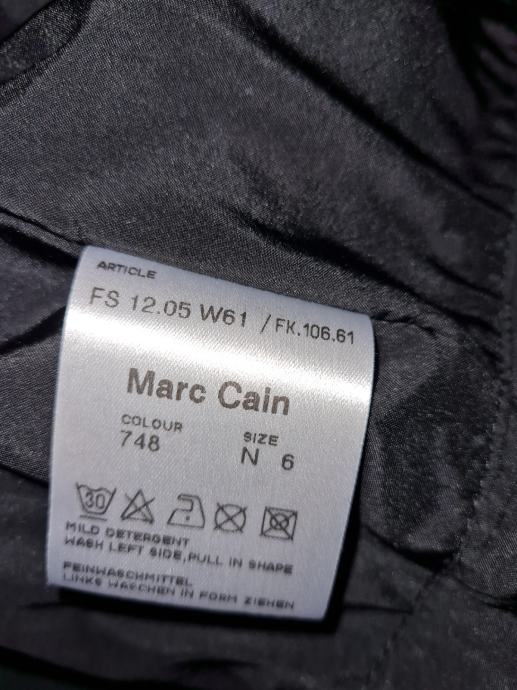 ARTICLE
FS 12.05 W61 / FK.106.61
Marc Cain
COLOUR
748
SIZE
N 6
30
MILD DETERGENT
WASH LEFT SIDE,PULL IN SHAPE
FEINWASCHMITTEL
LINKS WASCHEN IN FORM ZIEHEN